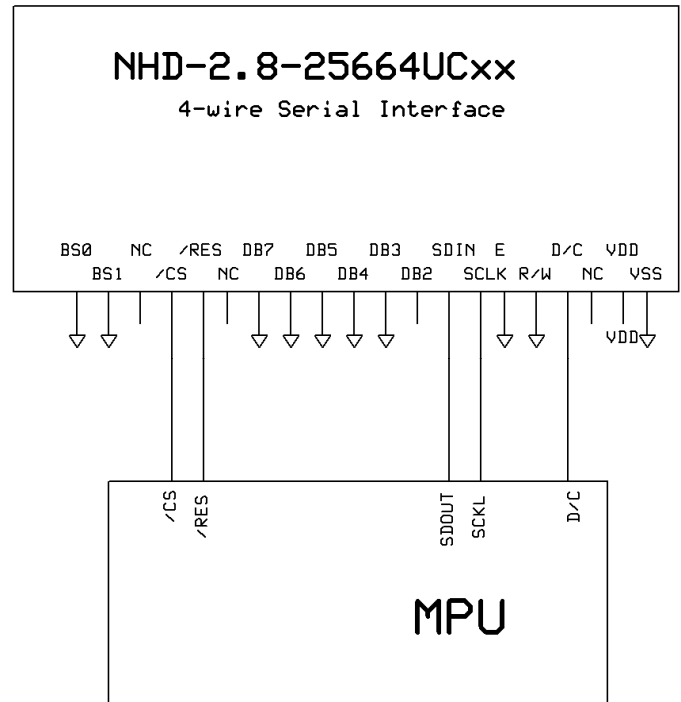 NHD-2.8-25664UCxx
4-wire Serial Interface
BS0 NC /RES DB7 DB5 DB3 SDIN E D/C VDD
BS1 /CS NC DB6 DB4 DB2 SCLK R/W NC VSS
VDD
/CS /RES SDOUT SCKL D/C
MPU